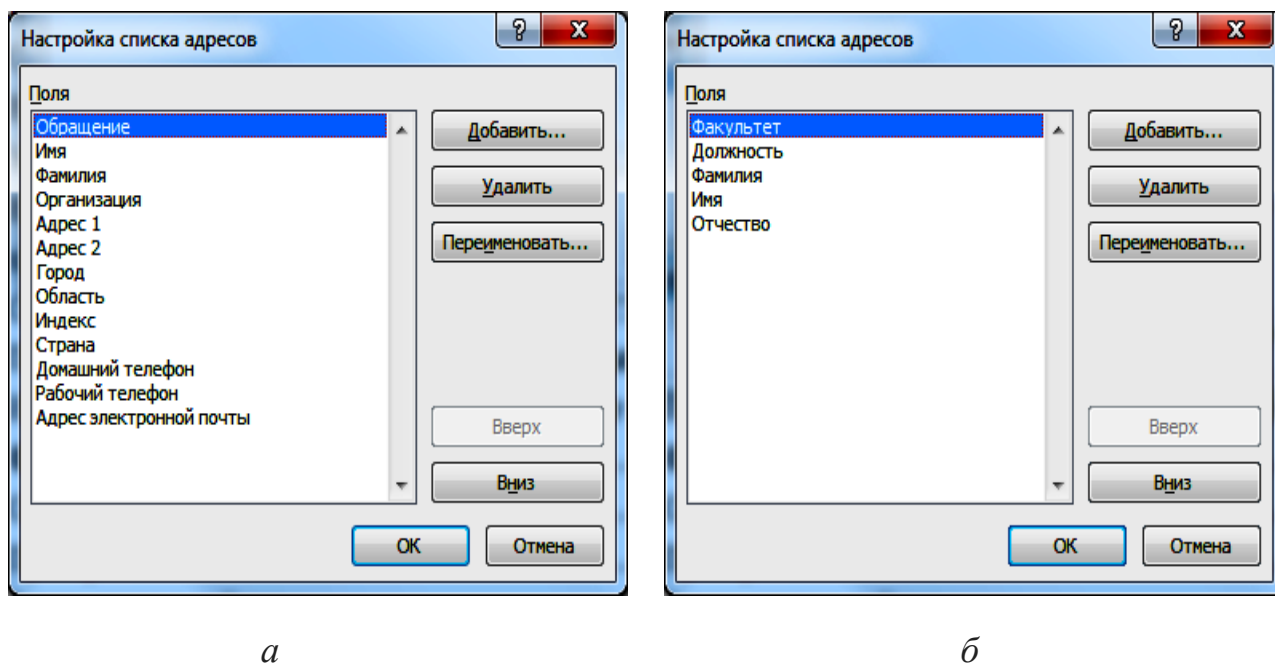 Настройка списка адресов
?
X
Поля
Обращение
Имя
Фамилия
Организация
Адрес 1
Адрес 2
Город
Область
Индекс
Страна
Домашний телефон
Рабочий телефон
Адрес электронной почты
Добавить...
Удалить
Переименовать...
Вверх
Вниз
ОК
Отмена
а
Настройка списка адресов
?
X
Поля
Факультет
Должность
Фамилия
Имя
Отчество
Добавить...
Удалить
Переименовать...
Вверх
Вниз
ОК
Отмена
б